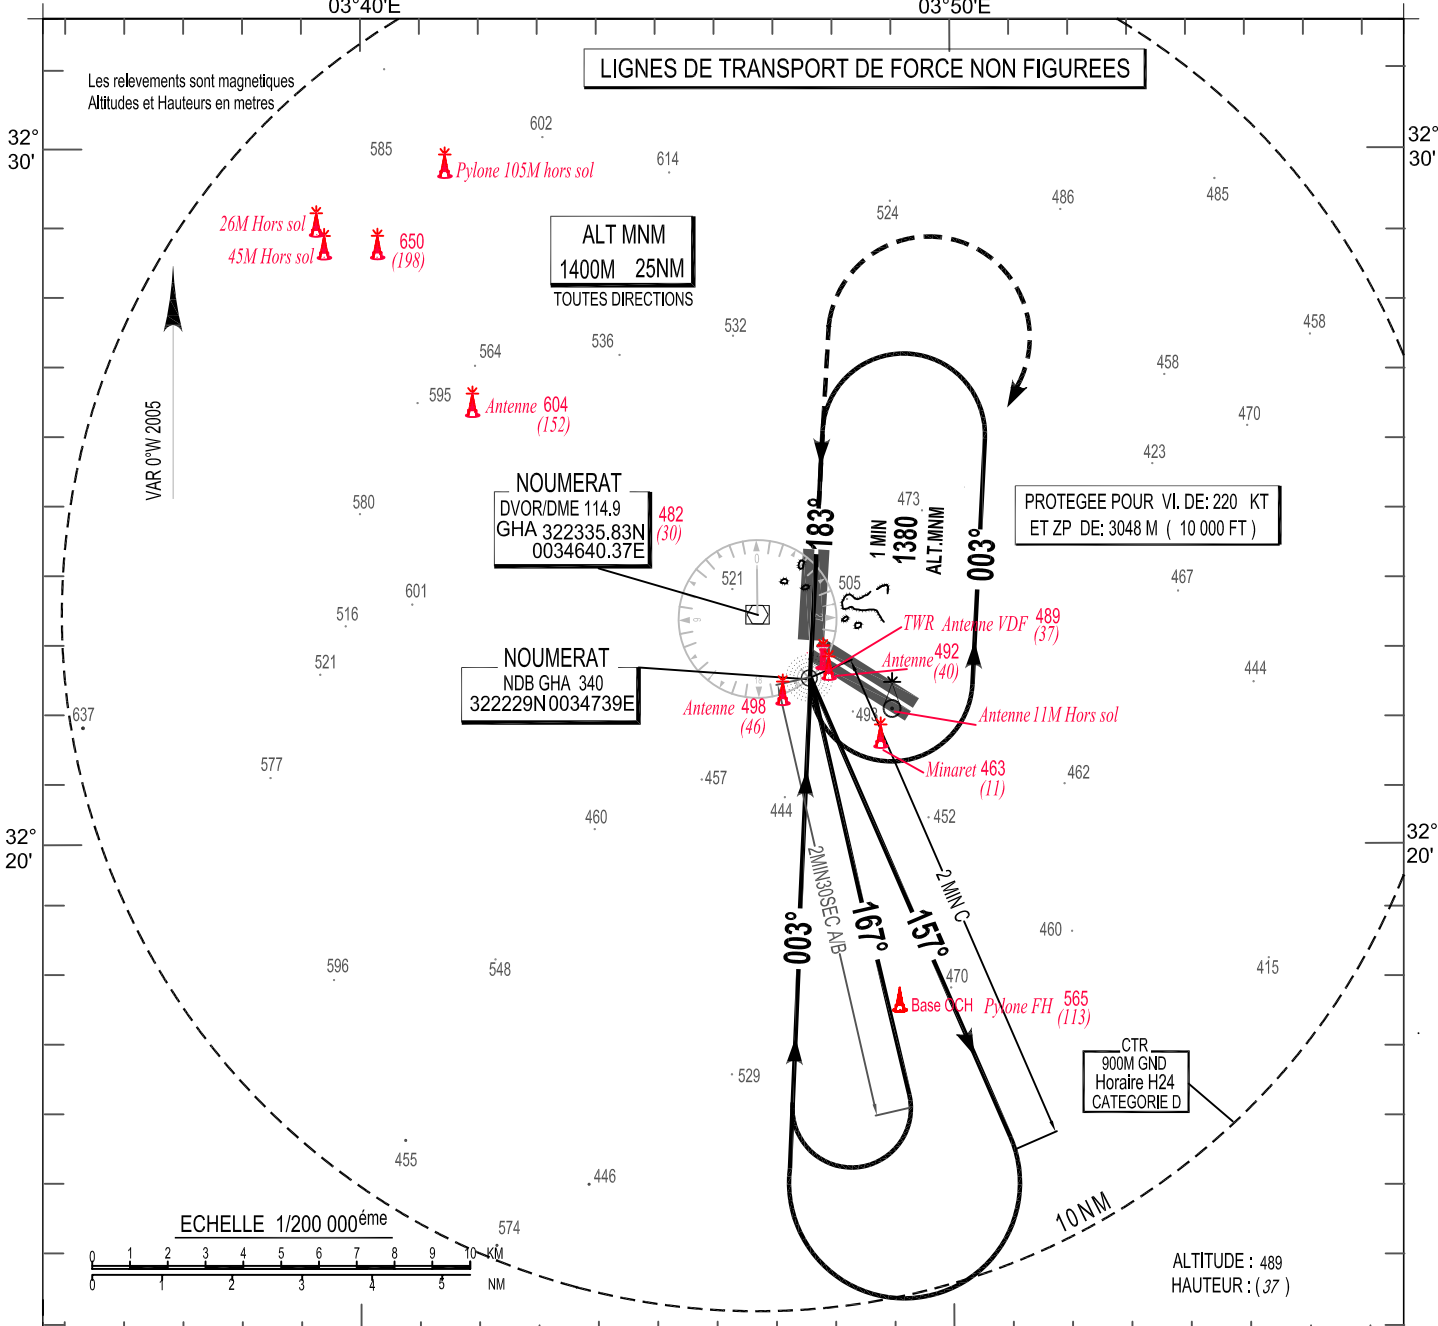 03°40'E
03°50'E
LIGNES DE TRANSPORT DE FORCE NON FIGUREES
Les relevements sont magnetiques
Altitudes et Hauteurs en metres
32°
30'
32°
30'
602
585
614
Pylone 105M hors sol
486
485
524
26M Hors sol
45M Hors sol
650
(198)
ALT MNM
1400M 25NM
TOUTES DIRECTIONS
532
536
564
458
458
595
Antenne 604
(152)
470
423
VAR 0°W 2005
NOUMERAT
DVOR/DME 114.9
GHA 322335.83N
0034640.37E
482
(30)
580
473
183°
1 MIN
1380
ALT.MNM
003°
PROTEGEE POUR VI. DE: 220 KT
ET ZP DE: 3048 M ( 10 000 FT )
521
505
467
601
516
TWR Antenne VDF 489
(37)
Antenne 492
(40)
521
NOUMERAT
NDB GHA 340
322229N 0034739E
444
637
Antenne 498
(46)
493
Antenne 11M Hors sol
577
457
Minaret 463
(11)
462
444
460
452
32°
20'
32°
20'
2MIN30SEC A/B
2 MIN C
003°
167°
157°
460
596
548
470
415
Base OCH Pylone FH 565
(113)
529
CTR
900M GND
Horaire H24
CATEGORIE D
455
446
574
10NM
ECHELLE 1/200 000éme
0 1 2 3 4 5 6 7 8 9 10 KM
0 1 2 3 4 5 NM
ALTITUDE : 489
HAUTEUR : (37 )